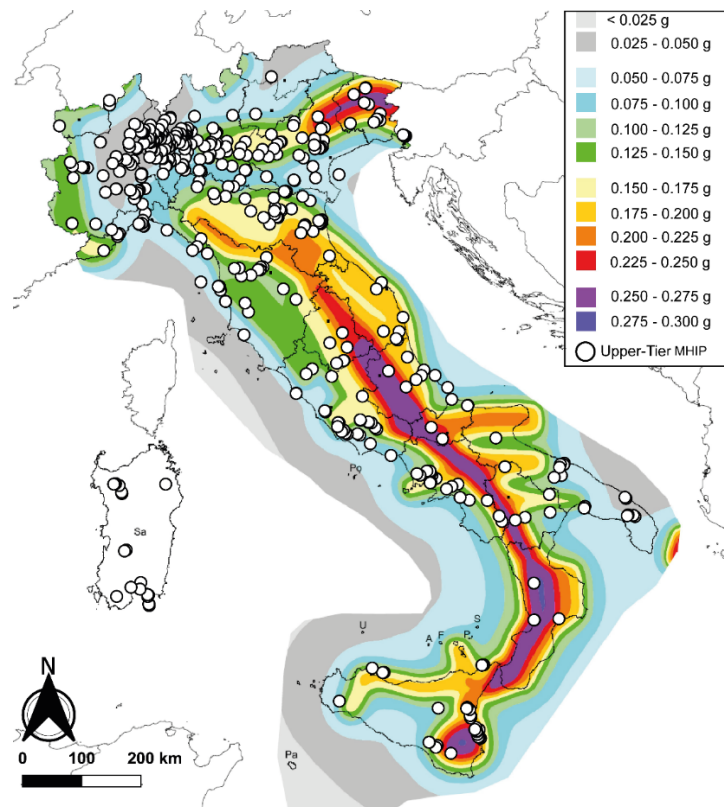 < 0.025 g
0.025 - 0.050 g
0.050 - 0.075 g
0.075 - 0.100 g
0.100 - 0.125 g
0.125 - 0.150 g
0.150 - 0.175 g
0.175 - 0.200 g
0.200 - 0.225 g
0.225 - 0.250 g
0.250 - 0.275 g
0.275 - 0.300 g
Upper-Tier MHIP
Po
Sa
U
S
A
F
P
N
0 100 200 km
Pa